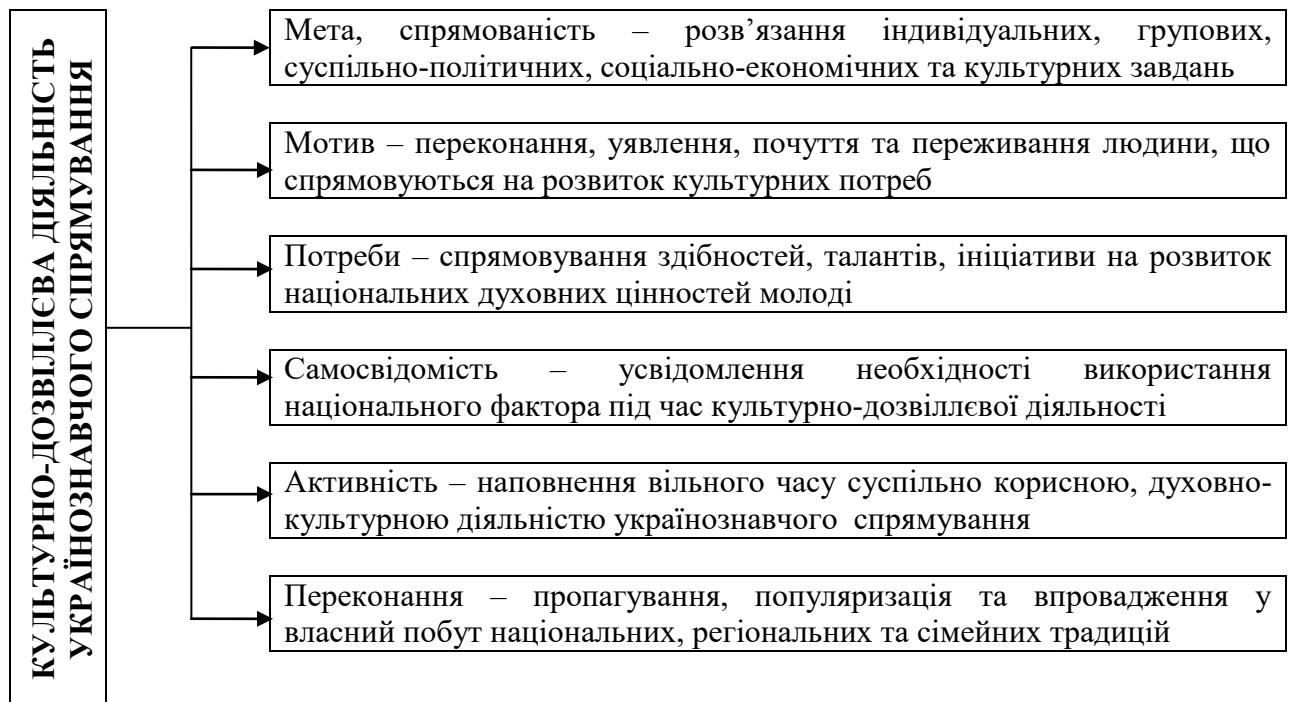 КУЛЬТУРНО-ДОЗВІЛЛЄВА ДІЯЛЬНІСТЬ
УКРАЇНОЗНАВЧОГО СПРЯМУВАННЯ
Мета, спрямованість – розв’язання індивідуальних, групових,
суспільно-політичних, соціально-економічних та культурних завдань
Мотив – переконання, уявлення, почуття та переживання людини, що
спрямовуються на розвиток культурних потреб
Потреби – спрямовування здібностей, талантів, ініціативи на розвиток
національних духовних цінностей молоді
Самосвідомість – усвідомлення необхідності використання
національного фактора під час культурно-дозвіллєвої діяльності
Активність – наповнення вільного часу суспільно корисною, духовно-
культурною діяльністю українознавчого спрямування
Переконання – пропагування, популяризація та впровадження у
власний побут національних, регіональних та сімейних традицій